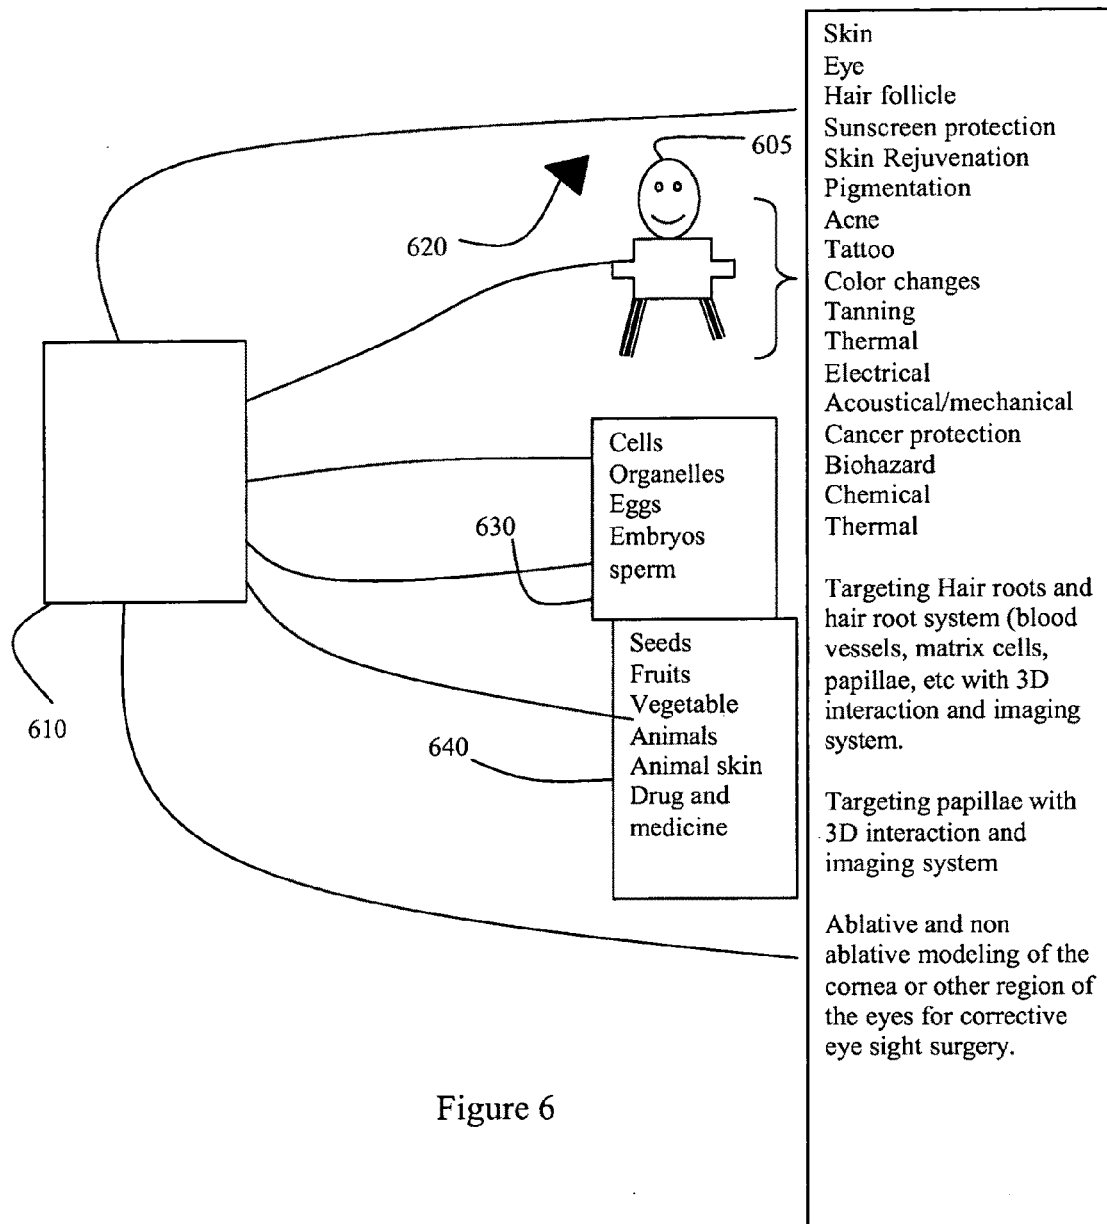 Skin
Eye
Hair follicle
Sunscreen protection
Skin Rejuvenation
Pigmentation
Acne
Tattoo
Color changes
Tanning
Thermal
Electrical
Acoustical/mechanical
Cancer protection
Biohazard
Chemical
Thermal
Targeting Hair roots and
hair root system (blood
vessels, matrix cells,
papillae, etc with 3D
interaction and imaging
system.
Targeting papillae with
3D interaction and
imaging system
Ablative and non
ablative modeling of the
cornea or other region of
the eyes for corrective
eye sight surgery.
605
620
Cells
Organelles
Eggs
Embryos
sperm
630
Seeds
Fruits
Vegetable
Animals
Animal skin
Drug and
medicine
640
610
Figure 6